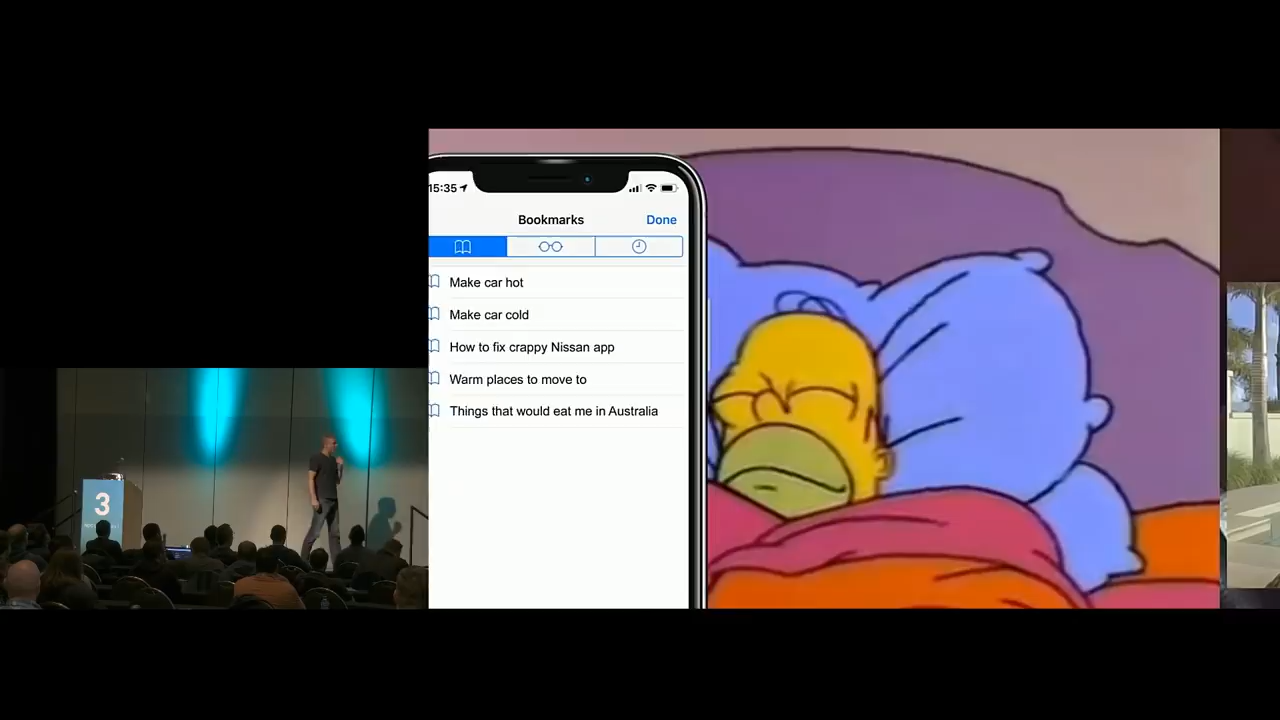 15:35
Bookmarks
Done
Make car hot
Make car cold
How to fix crappy Nissan app
Warm places to move to
Things that would eat me in Australia
3